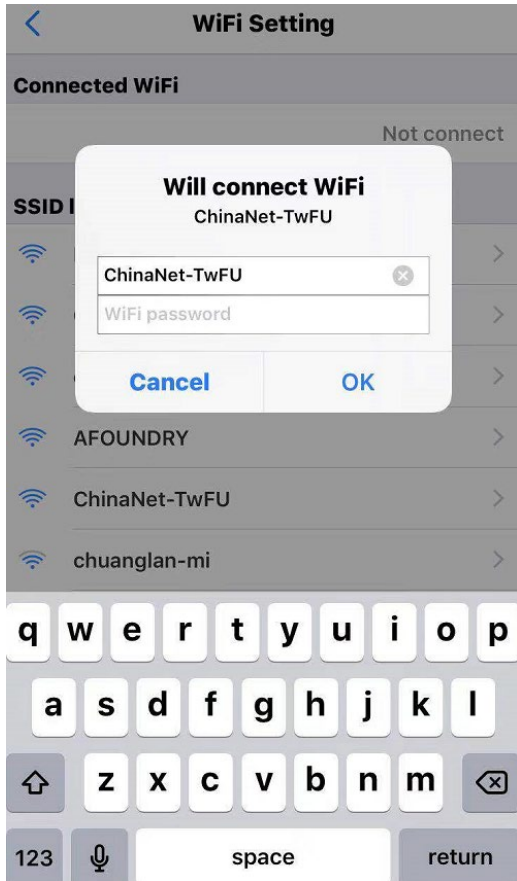 WiFi Setting
Connected WiFi
Not connect
SSID
Will connect WiFi
ChinaNet-TwFU
ChinaNet-TwFU
WiFi password
Cancel OK
AFOUNDRY
ChinaNet-TwFU
chuanglan-mi
q w e r t y u i o p
a s d f g h j k l
z x c v b n m
123 space return